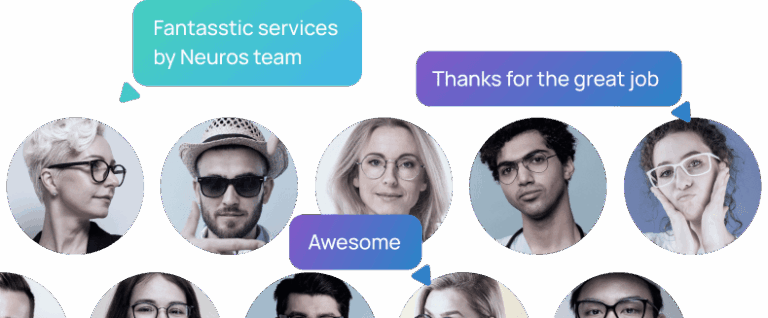 Fantasstic services
by Neuros team
Thanks for the great job
Awesome